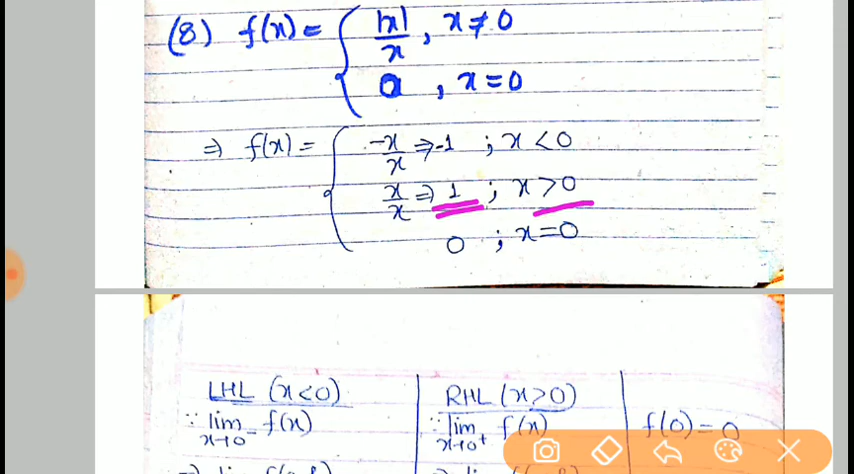 (8) f(x) = { |x|/x , x ≠ 0
0 , x = 0
⇒ f(x) = { -x/x ⇒ -1 ; x < 0
x/x ⇒ 1 ; x > 0
0 ; x = 0
LHL (x<0)
∵ lim x→0⁻ f(x)
RHL (x>0)
∵ lim x→0⁺ f(x)
f(0) = 0